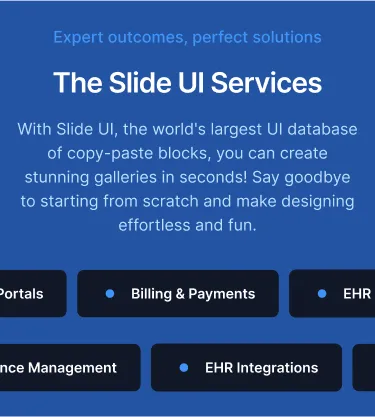 Expert outcomes, perfect solutions
The Slide UI Services
With Slide UI, the world's largest UI database
of copy-paste blocks, you can create
stunning galleries in seconds! Say goodbye
to starting from scratch and make designing
effortless and fun.
Portals Billing & Payments EHR
nce Management EHR Integrations